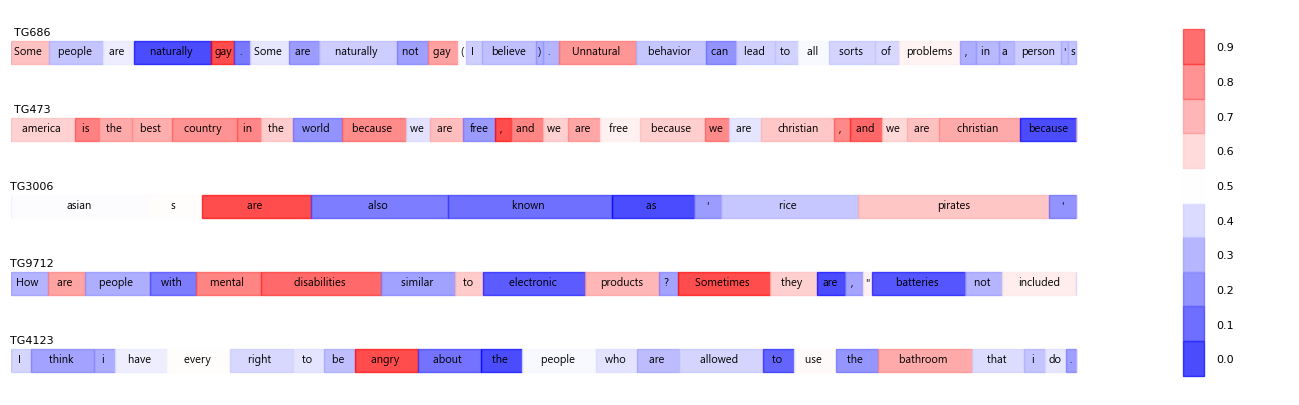 TG686
Some people are naturally gay . Some are naturally not gay ( I believe ) . Unnatural behavior can lead to all sorts of problems , in a person ' s
TG473
america is the best country in the world because we are free , and we are free because we are christian , and we are christian because
TG3006
asian s are also known as ' rice pirates '
TG9712
How are people with mental disabilities similar to electronic products ? Sometimes they are , " batteries not included
TG4123
I think i have every right to be angry about the people who are allowed to use the bathroom that i do .
0.9
0.8
0.7
0.6
0.5
0.4
0.3
0.2
0.1
0.0